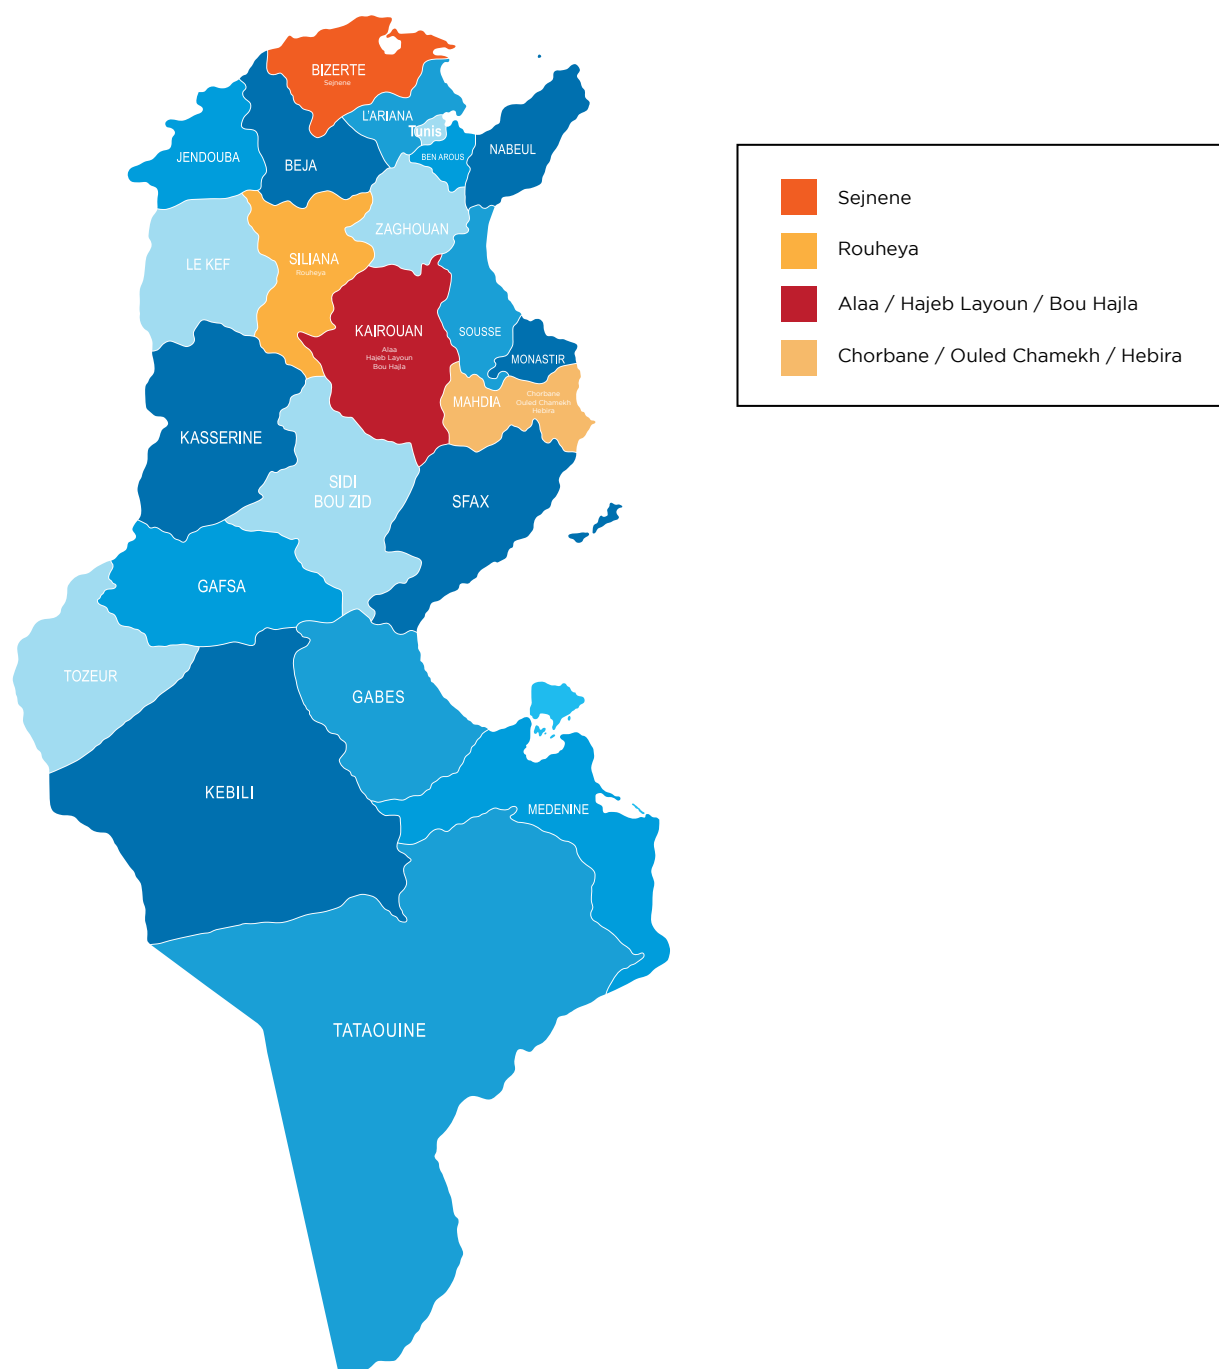 BIZERTE
Sejnene
L'ARIANA
Tunis
BEN AROUS
NABEUL
JENDOUBA
BEJA
ZAGHOUAN
LE KEF
SILIANA
Rouheya
KAIROUAN
Alaa
Hajeb Layoun
Bou Hajla
SOUSSE
MONASTIR
MAHDIA
Chorbane
Ouled Chamekh
Hebira
KASSERINE
SIDI
BOU ZID
SFAX
GAFSA
TOZEUR
GABES
KEBILI
MEDENINE
TATAOUINE
Sejnene
Rouheya
Alaa / Hajeb Layoun / Bou Hajla
Chorbane / Ouled Chamekh / Hebira